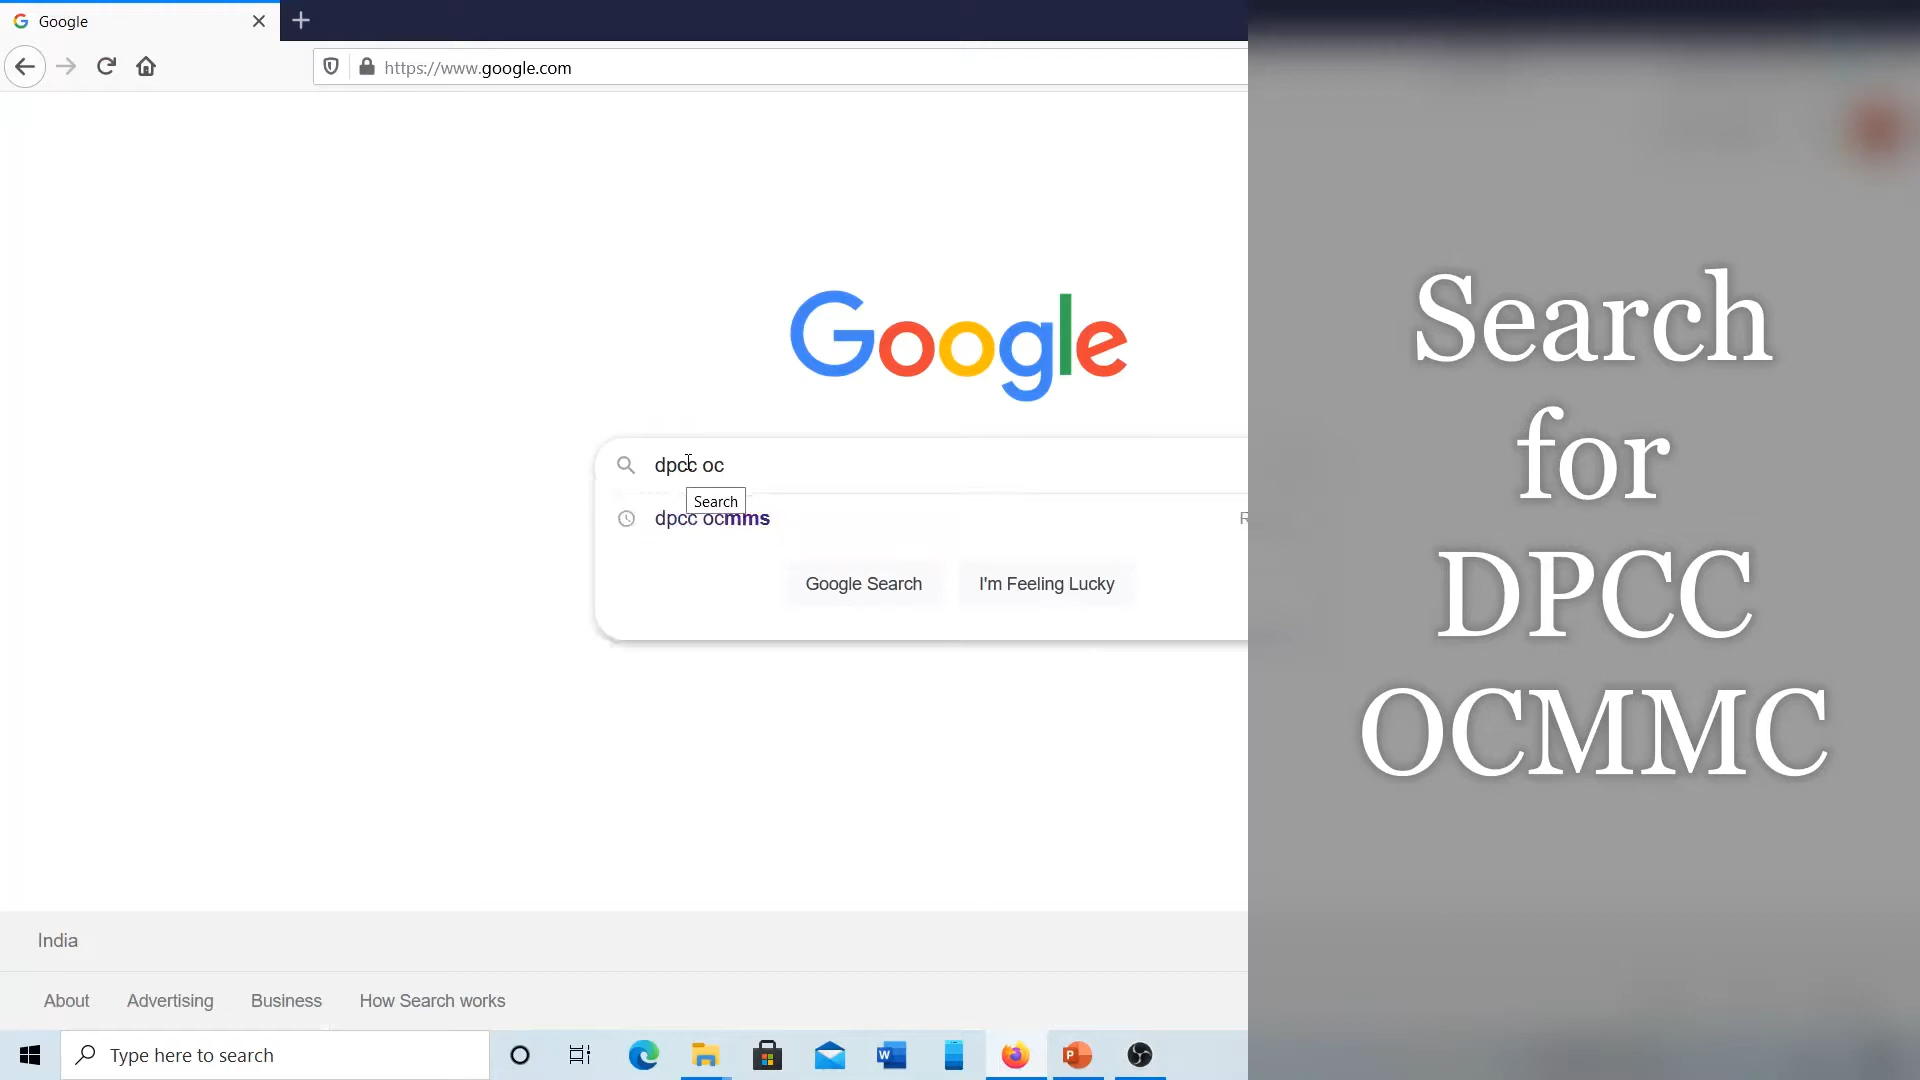 Google
https://www.google.com
Google
dpcc oc
Search
dpcc ocmms
Google Search
I'm Feeling Lucky
India
About
Advertising
Business
How Search works
Type here to search
Search
for
DPCC
OCMMC